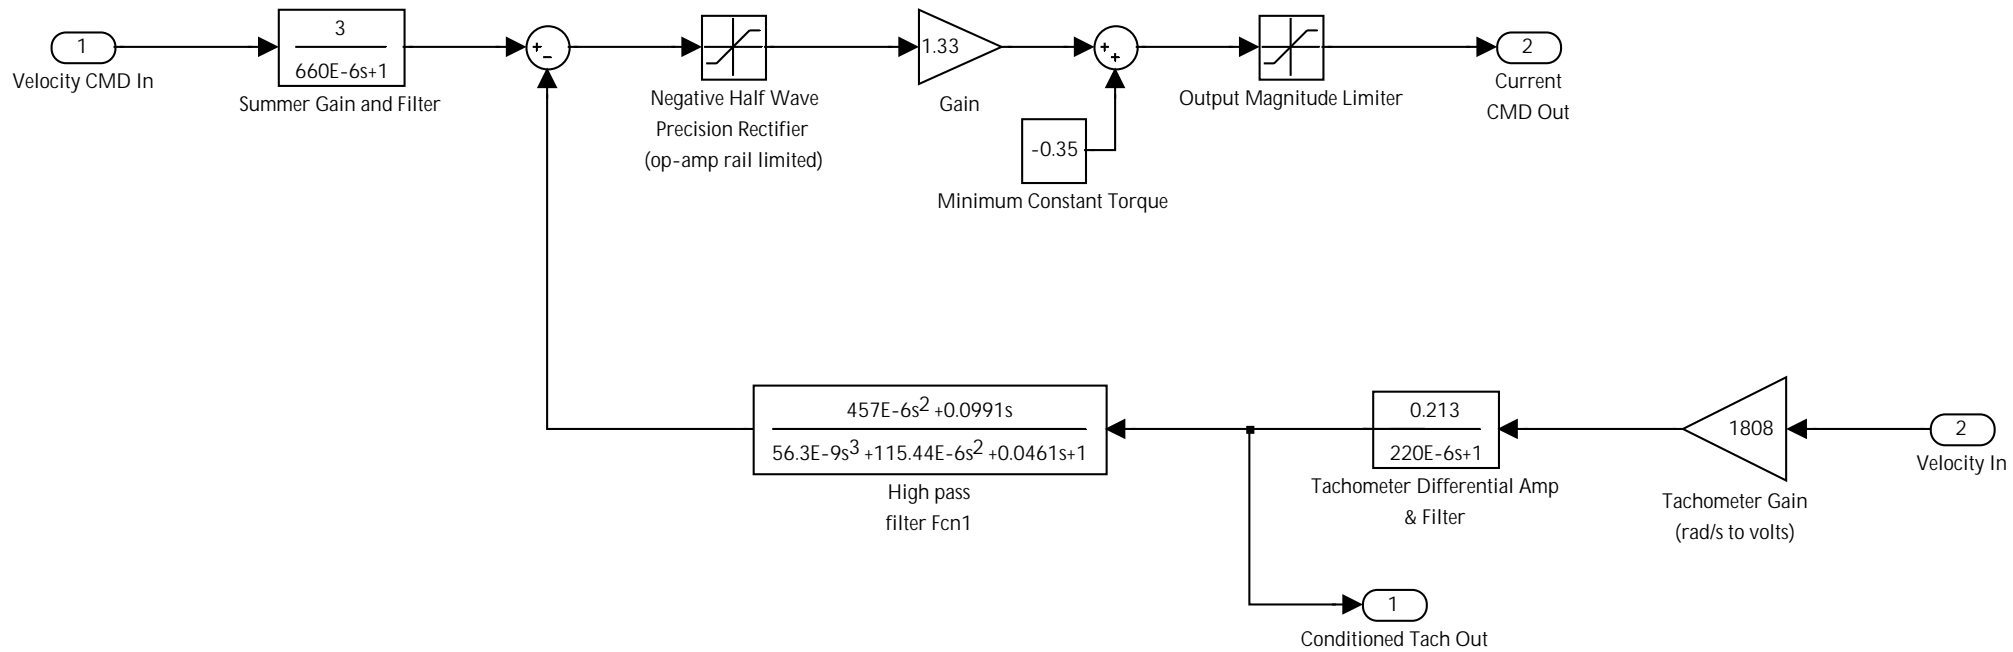 1
Velocity CMD In
3
660E-6s+1
Summer Gain and Filter
+
−
Negative Half Wave
Precision Rectifier
(op-amp rail limited)
1.33
Gain
+
+
-0.35
Minimum Constant Torque
Output Magnitude Limiter
2
Current
CMD Out
457E-6s2 +0.0991s
56.3E-9s3 +115.44E-6s2 +0.0461s+1
High pass
filter Fcn1
0.213
220E-6s+1
Tachometer Differential Amp
& Filter
1808
Tachometer Gain
(rad/s to volts)
2
Velocity In
1
Conditioned Tach Out